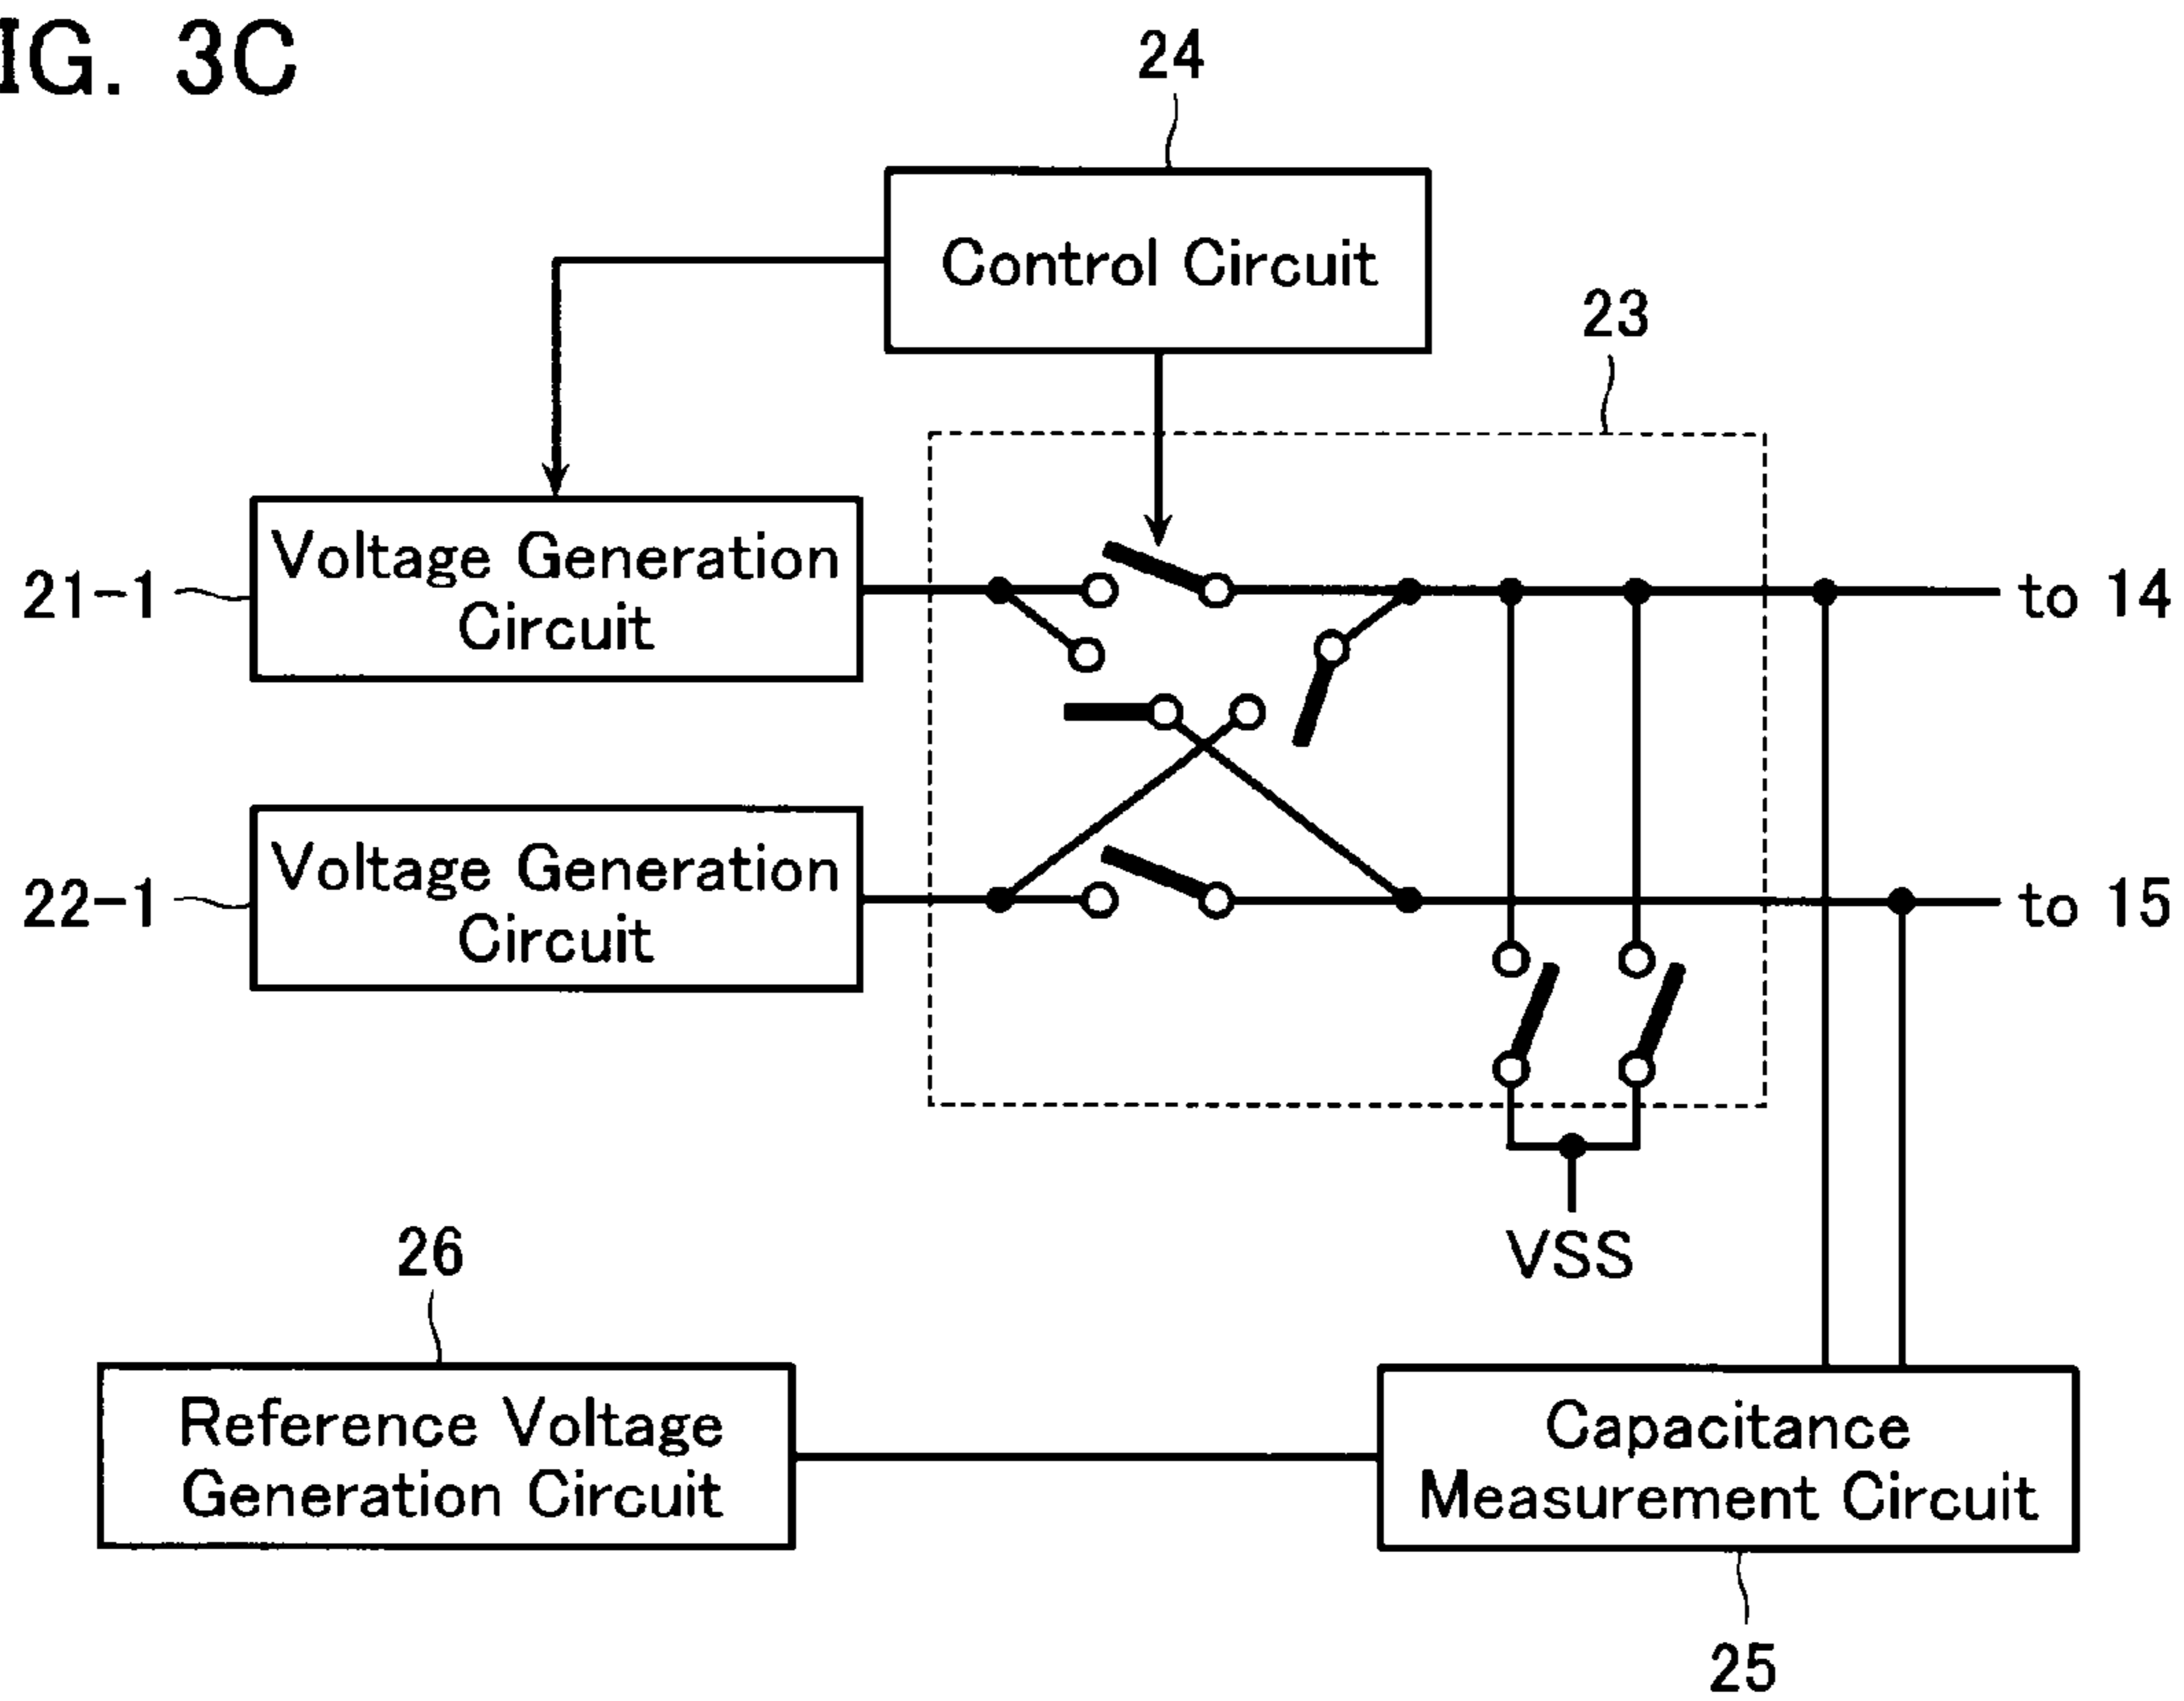 IG. 3C
24
Control Circuit
23
Voltage Generation
Circuit
21-1
to 14
Voltage Generation
Circuit
22-1
to 15
VSS
26
Reference Voltage
Generation Circuit
Capacitance
Measurement Circuit
25